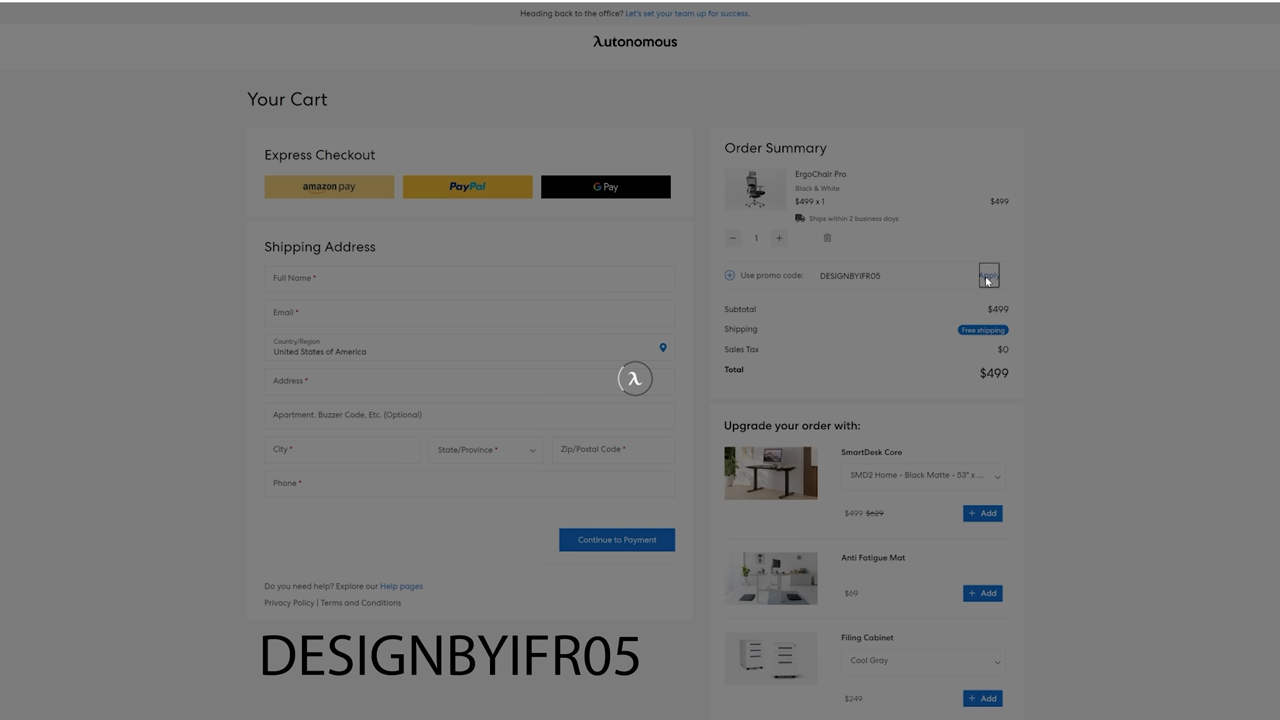 Heading back to the office? Let's set your team up for success.
λutonomous
Your Cart
Express Checkout
amazon pay
PayPal
G Pay
Shipping Address
Full Name *
Email *
Country/Region
United States of America
Address *
Apartment, Buzzer Code, Etc. (Optional)
City *
State/Province *
Zip/Postal Code *
Phone *
Continue to Payment
Do you need help? Explore our Help pages
Privacy Policy | Terms and Conditions
DESIGNBYIFR05
Order Summary
ErgoChair Pro
Black & White
$499 x 1
$499
Ships within 2 business days
1
Use promo code: DESIGNBYIFR05 Apply
Subtotal $499
Shipping Free shipping
Sales Tax $0
Total $499
Upgrade your order with:
SmartDesk Core
SMD2 Home - Black Matte - 53" x ...
$499 $629 + Add
Anti Fatigue Mat
$69 + Add
Filing Cabinet
Cool Gray
$249 + Add
λ